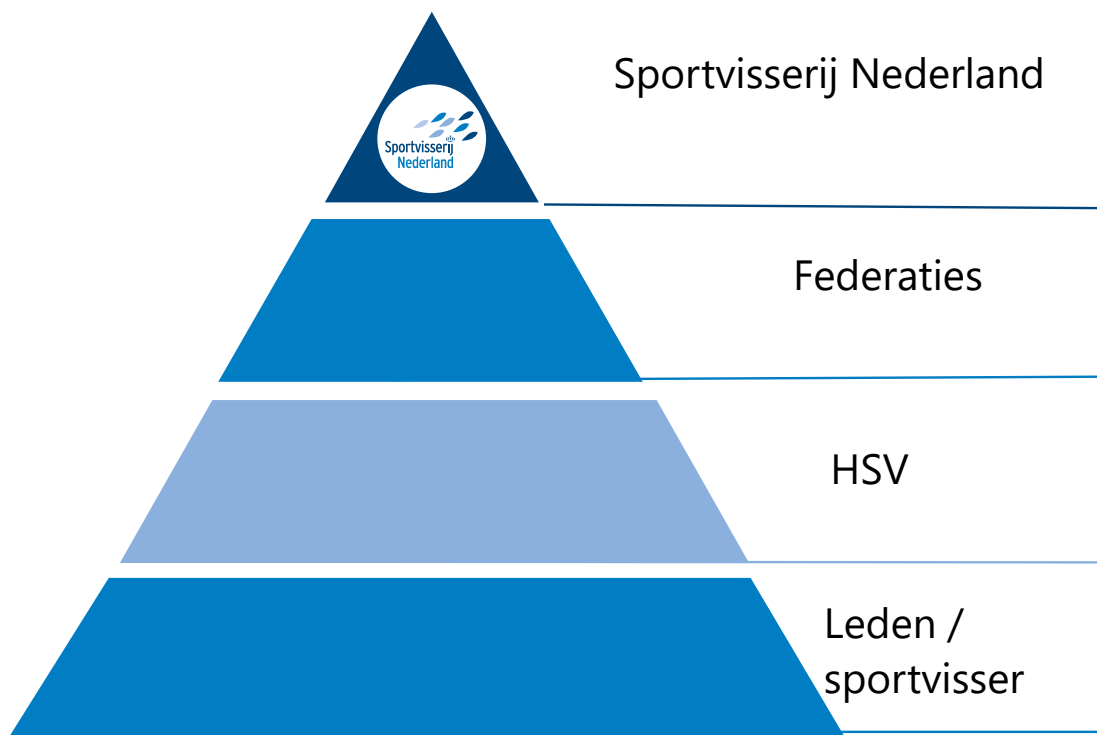 Sportvisserij Nederland
Sportvisserij
Nederland
Federaties
HSV
Leden /
sportvisser